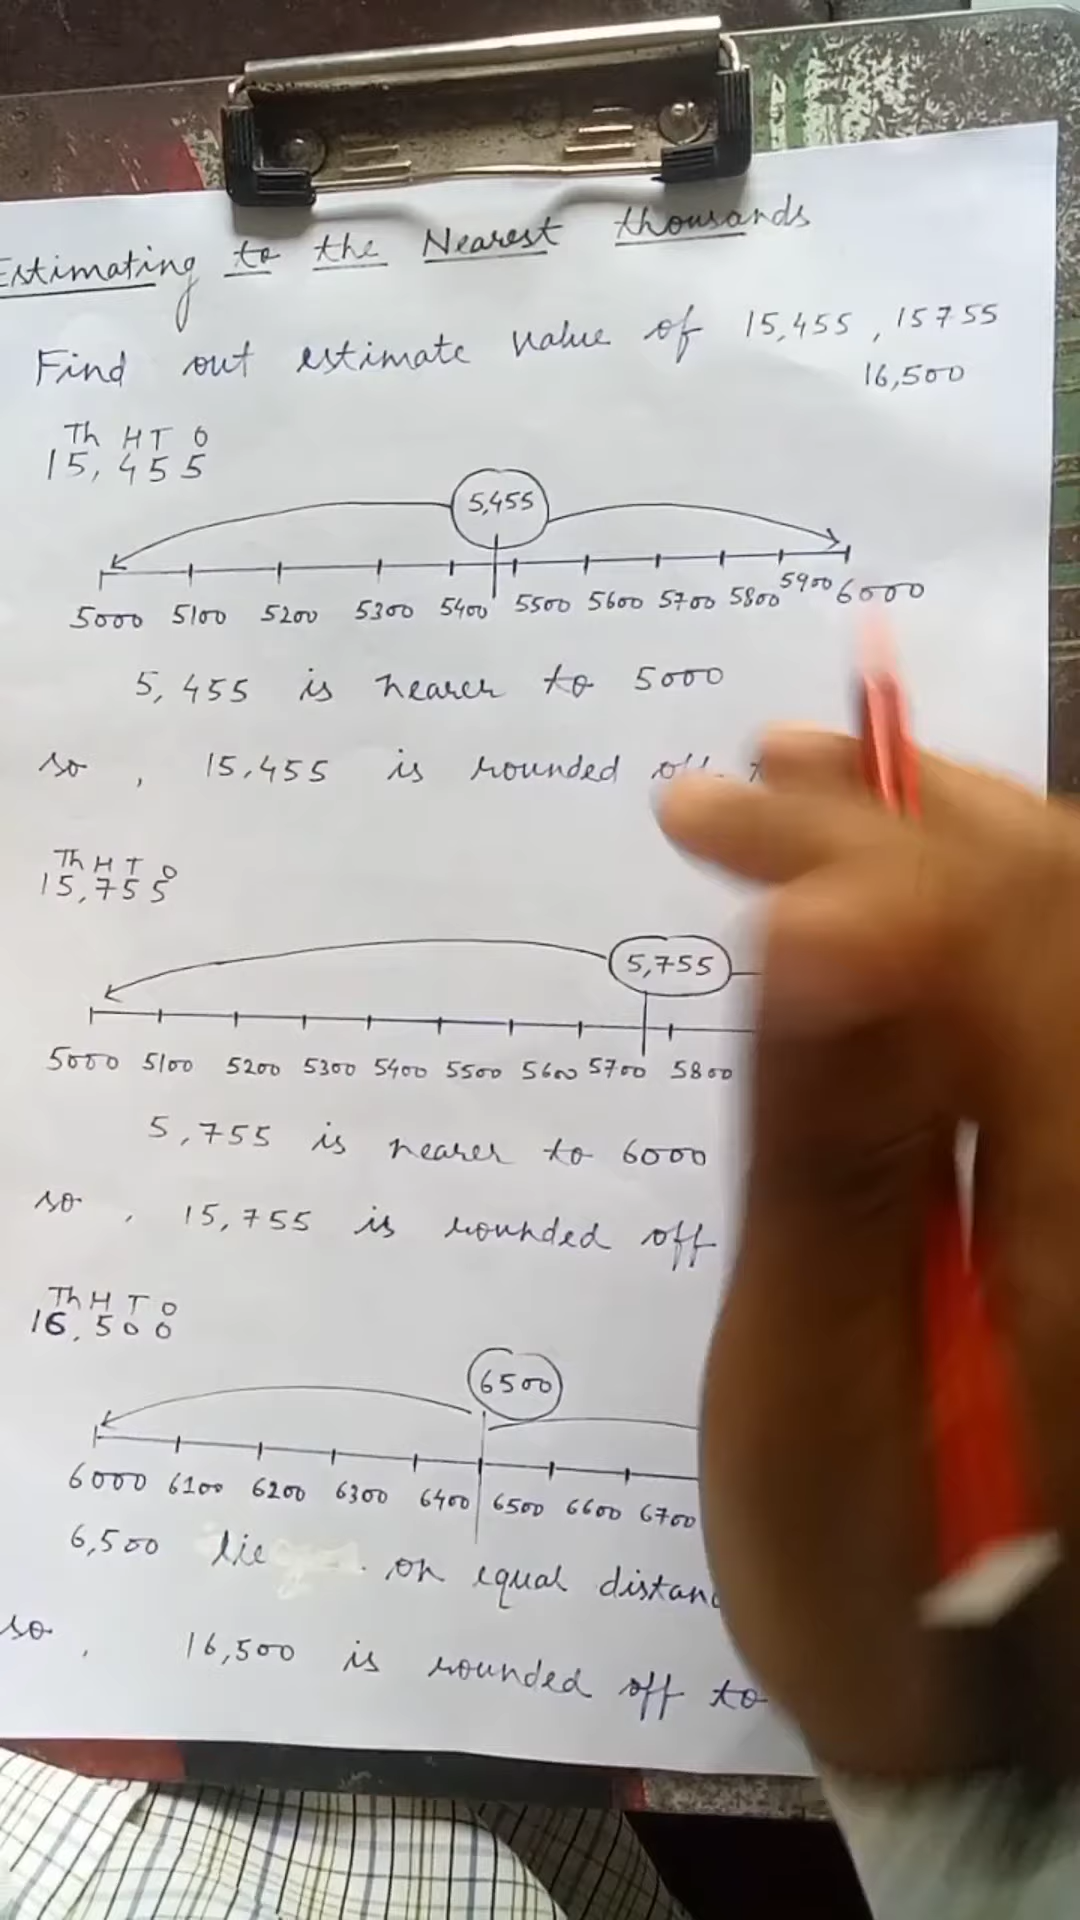 Estimating to the Nearest thousands
Find out estimate value of 15,455 , 15755
16,500
Th H T O
15,455
5,455
5000 5100 5200 5300 5400 5500 5600 5700 5800 5900 6000
5,455 is nearer to 5000
so , 15,455 is rounded off
Th H T O
15,755
5,755
5000 5100 5200 5300 5400 5500 5600 5700 5800
5,755 is nearer to 6000
so , 15,755 is rounded off
Th H T O
16,500
6500
6000 6100 6200 6300 6400 6500 6600 6700
6,500 lie on equal distanc
so , 16,500 is rounded off to